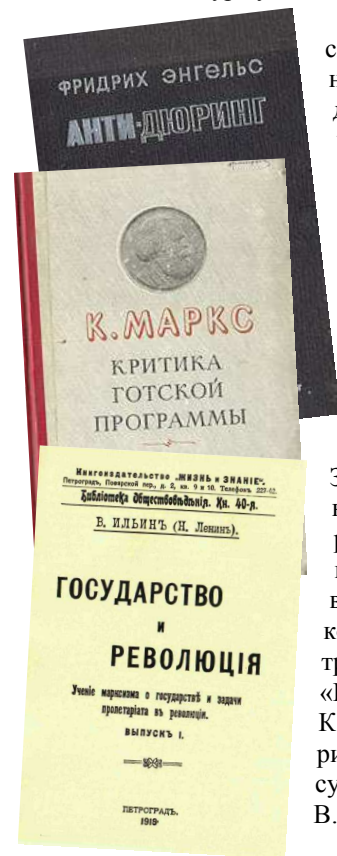 ФРИДРИХ ЭНГЕЛЬС
АНТИ-ДЮРИНГ
К. МАРКС
КРИТИКА
ГОТСКОЙ
ПРОГРАММЫ
Книгоиздательство „ЖИЗНЬ и ЗНАНІЕ".
Петроградъ, Поварской пер., д. 2, кв. 9 и 10. Телефонъ 227-42.
Библіотека Обществовѣдѣнія. Кн. 40-я.
В. ИЛЬИНЪ (Н. Ленинъ).
ГОСУДАРСТВО
и
РЕВОЛЮЦІЯ
Ученіе марксизма о государствѣ и задачи
пролетаріата въ революціи.
ВЫПУСКЪ I.
ПЕТРОГРАДЪ.
1918
В.